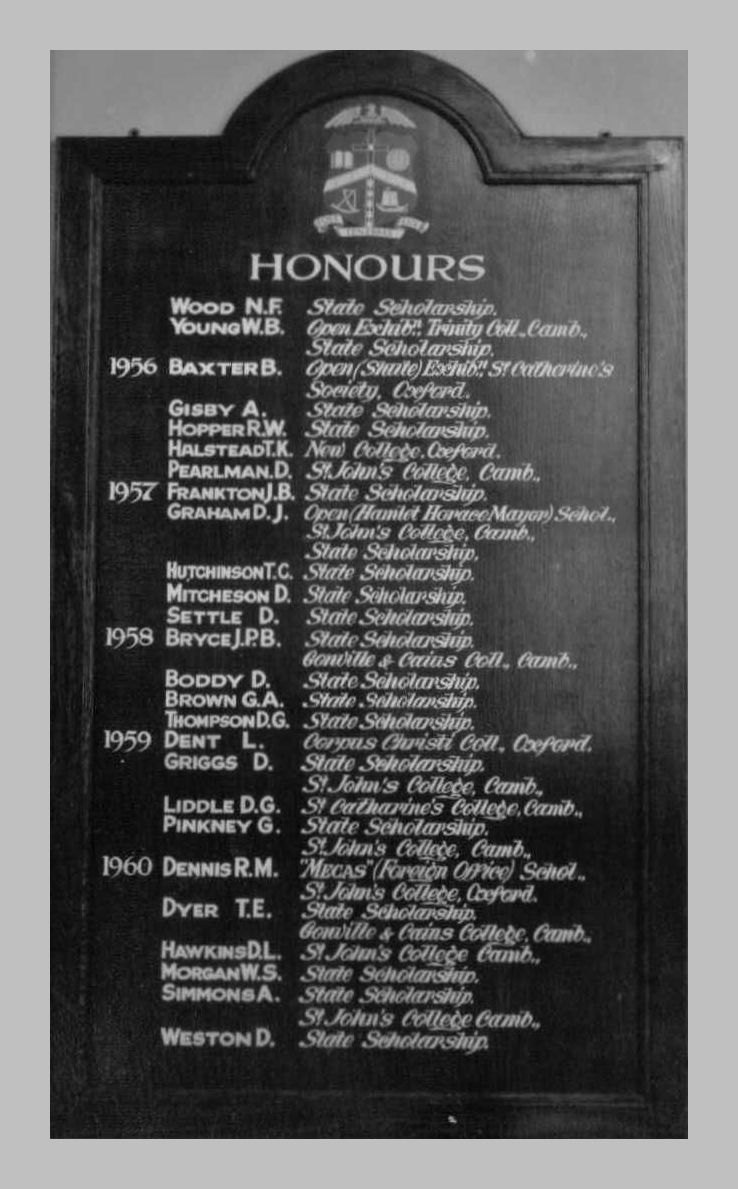 HONOURS
WOOD N.F. State Scholarship.
YOUNG W.B. Open Exhib.n, Trinity Coll., Camb.,
State Scholarship.
1956 BAXTER B. Open (Shute) Exhib.n, St Catherine's
Society, Oxford.
GISBY A. State Scholarship.
HOPPER R.W. State Scholarship.
HALSTEAD T.K. New College, Oxford.
PEARLMAN. D. St John's College, Camb.,
1957 FRANKTON J.B. State Scholarship.
GRAHAM D.J. Open (Hamlet Horace Mayor) Schol.,
St John's College, Camb.,
State Scholarship.
HUTCHINSON T.C. State Scholarship.
MITCHESON D. State Scholarship.
SETTLE D. State Scholarship.
1958 BRYCE J.P.B. State Scholarship.
Gonville & Cains Coll., Camb.,
BODDY D. State Scholarship.
BROWN G.A. State Scholarship.
THOMPSON D.G. State Scholarship.
1959 DENT L. Corpus Christi Coll., Oxford.
GRIGGS D. State Scholarship.
St John's College, Camb.,
LIDDLE D.G. St Catharine's College, Camb.,
PINKNEY G. State Scholarship.
St John's College, Camb.,
1960 DENNIS R.M. "MECAS" (Foreign Office) Schol.,
St John's College, Oxford.
DYER T.E. State Scholarship.
Gonville & Cains College, Camb.,
HAWKINS D.L. St John's College Camb.,
MORGAN W.S. State Scholarship.
SIMMONS A. State Scholarship.
St John's College Camb.,
WESTON D. State Scholarship.